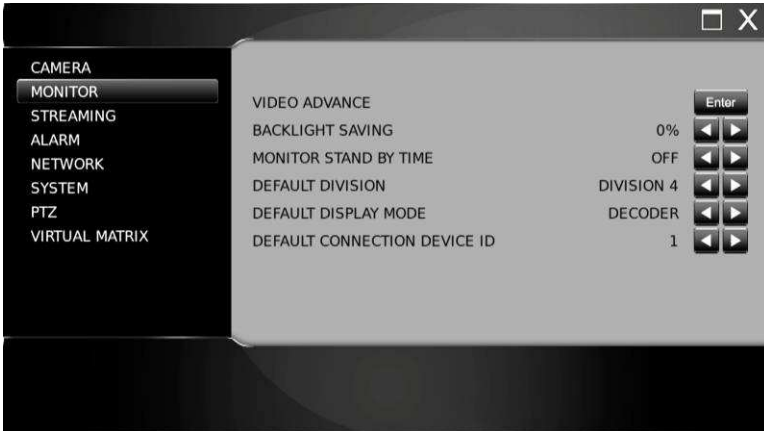 X
CAMERA
MONITOR
STREAMING
ALARM
NETWORK
SYSTEM
PTZ
VIRTUAL MATRIX
VIDEO ADVANCE Enter
BACKLIGHT SAVING 0%
MONITOR STAND BY TIME OFF
DEFAULT DIVISION DIVISION 4
DEFAULT DISPLAY MODE DECODER
DEFAULT CONNECTION DEVICE ID 1